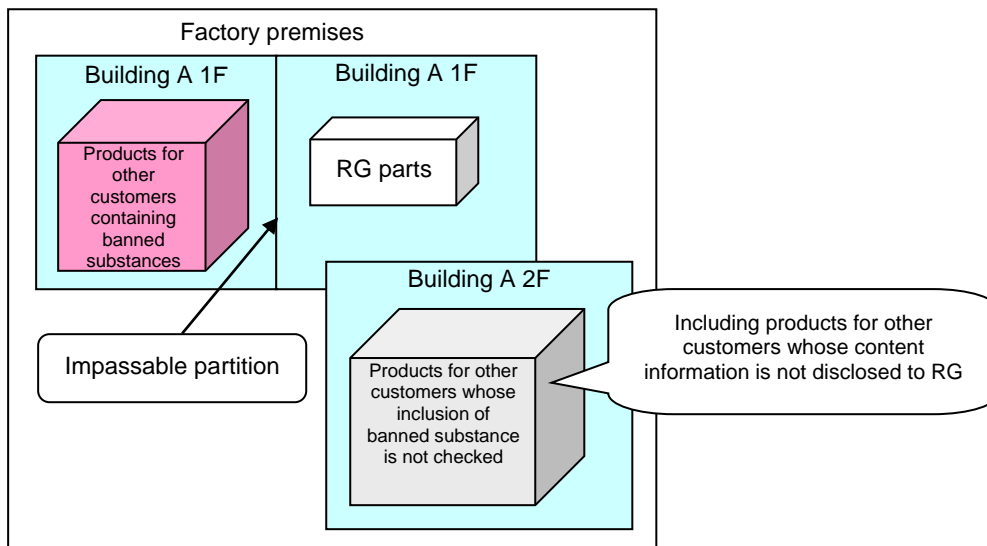 Factory premises
Building A 1F
Building A 1F
Products for
other
customers
containing
banned
substances
RG parts
Building A 2F
Impassable partition
Products for other
customers whose
inclusion of
banned substance
is not checked
Including products for other
customers whose content
information is not disclosed to RG